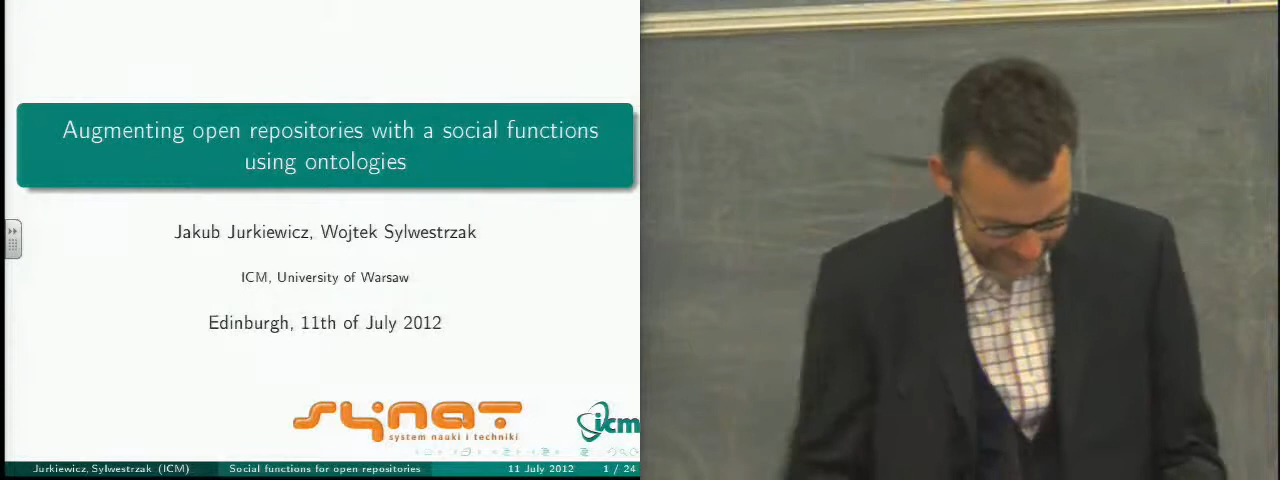 Augmenting open repositories with a social functions
using ontologies
Jakub Jurkiewicz, Wojtek Sylwestrzak
ICM, University of Warsaw
Edinburgh, 11th of July 2012
synat
system nauki i techniki
icm
Jurkiewicz, Sylwestrzak (ICM) Social functions for open repositories 11 July 2012 1 / 24